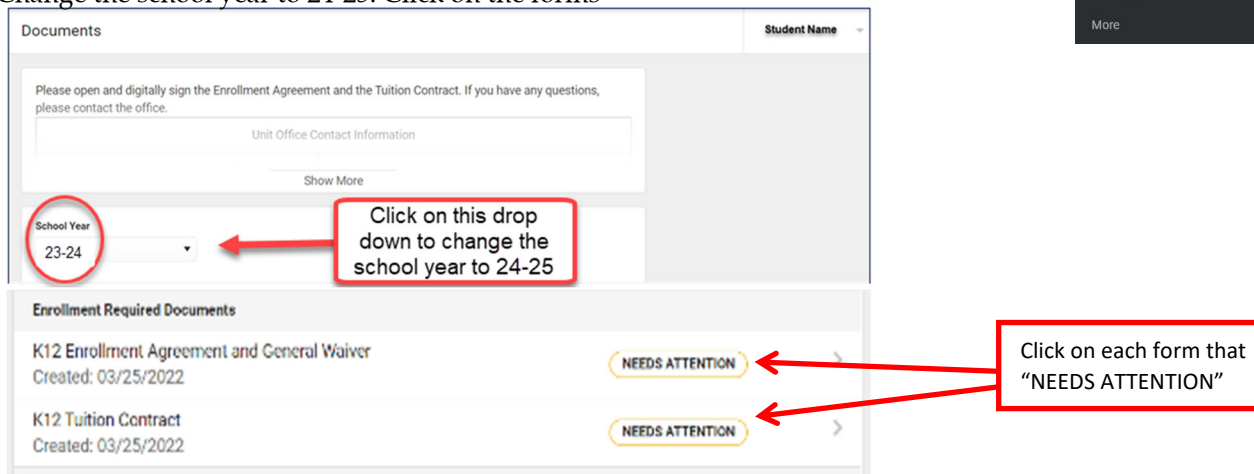 Change the school year to 24-25. Click on the forms
More
Documents
Student Name
Please open and digitally sign the Enrollment Agreement and the Tuition Contract. If you have any questions,
please contact the office.
Unit Office Contact Information
Show More
School Year
23-24
Click on this drop
down to change the
school year to 24-25
Enrollment Required Documents
K12 Enrollment Agreement and General Waiver
Created: 03/25/2022
NEEDS ATTENTION
K12 Tuition Contract
Created: 03/25/2022
NEEDS ATTENTION
Click on each form that
“NEEDS ATTENTION”